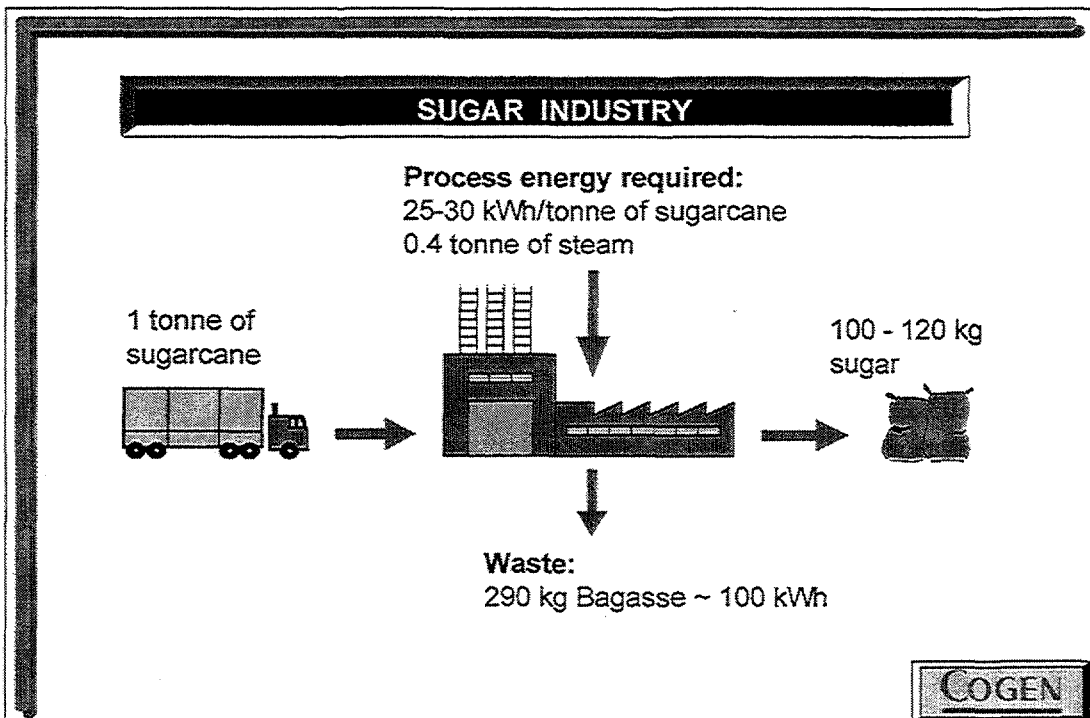 SUGAR INDUSTRY
Process energy required:
25-30 kWh/tonne of sugarcane
0.4 tonne of steam
1 tonne of
sugarcane
100 - 120 kg
sugar
Waste:
290 kg Bagasse ~ 100 kWh
COGEN